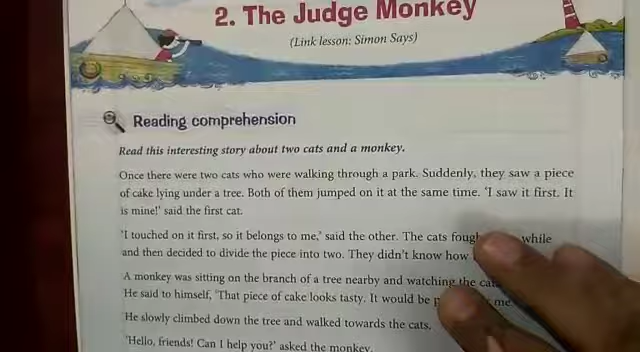 2. The Judge Monkey
(Link lesson: Simon Says)
Reading comprehension
Read this interesting story about two cats and a monkey.
Once there were two cats who were walking through a park. Suddenly, they saw a piece
of cake lying under a tree. Both of them jumped on it at the same time. 'I saw it first. It
is mine!' said the first cat.
'I touched on it first, so it belongs to me,' said the other. The cats while
and then decided to divide the piece into two. They didn't know how
A monkey was sitting on the branch of a tree nearby and watching the
He said to himself, 'That piece of cake looks tasty. It would be me
He slowly climbed down the tree and walked towards the cats.
'Hello, friends! Can I help you?' asked the monkey.